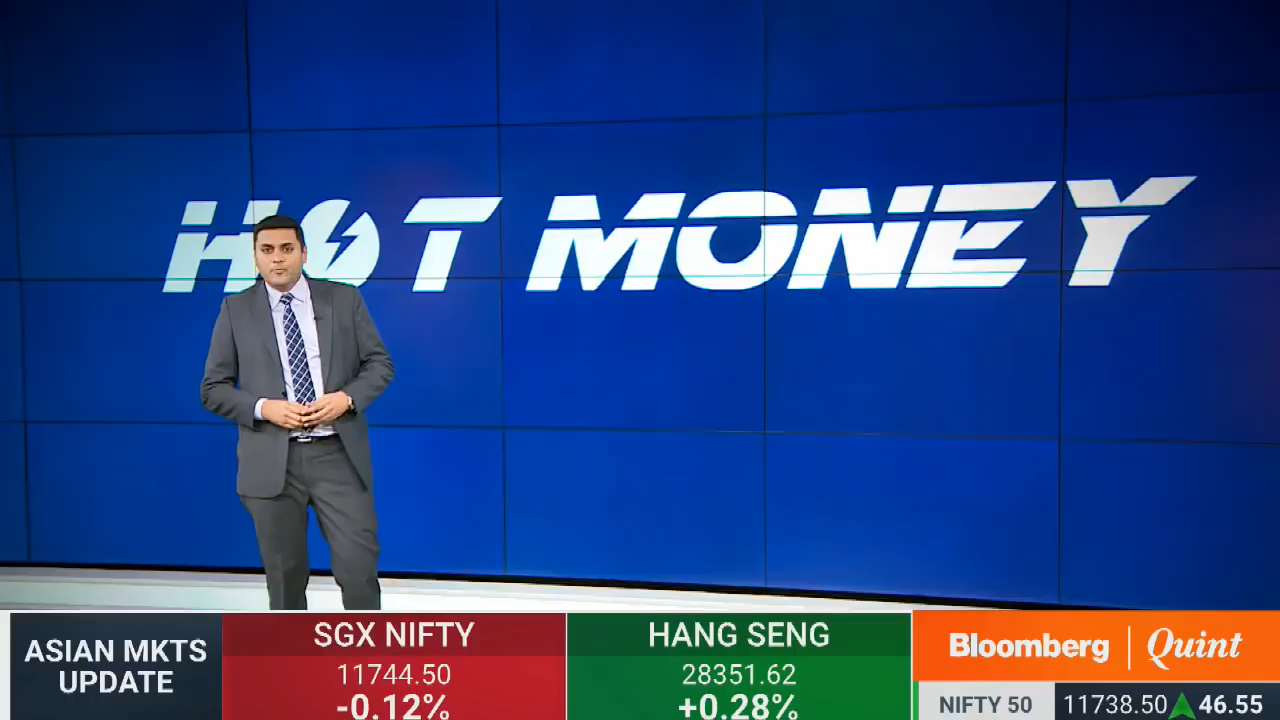 HOT MONEY
ASIAN MKTS
UPDATE
SGX NIFTY
11744.50
-0.12%
HANG SENG
28351.62
+0.28%
Bloomberg | Quint
NIFTY 50 11738.50 ▲ 46.55